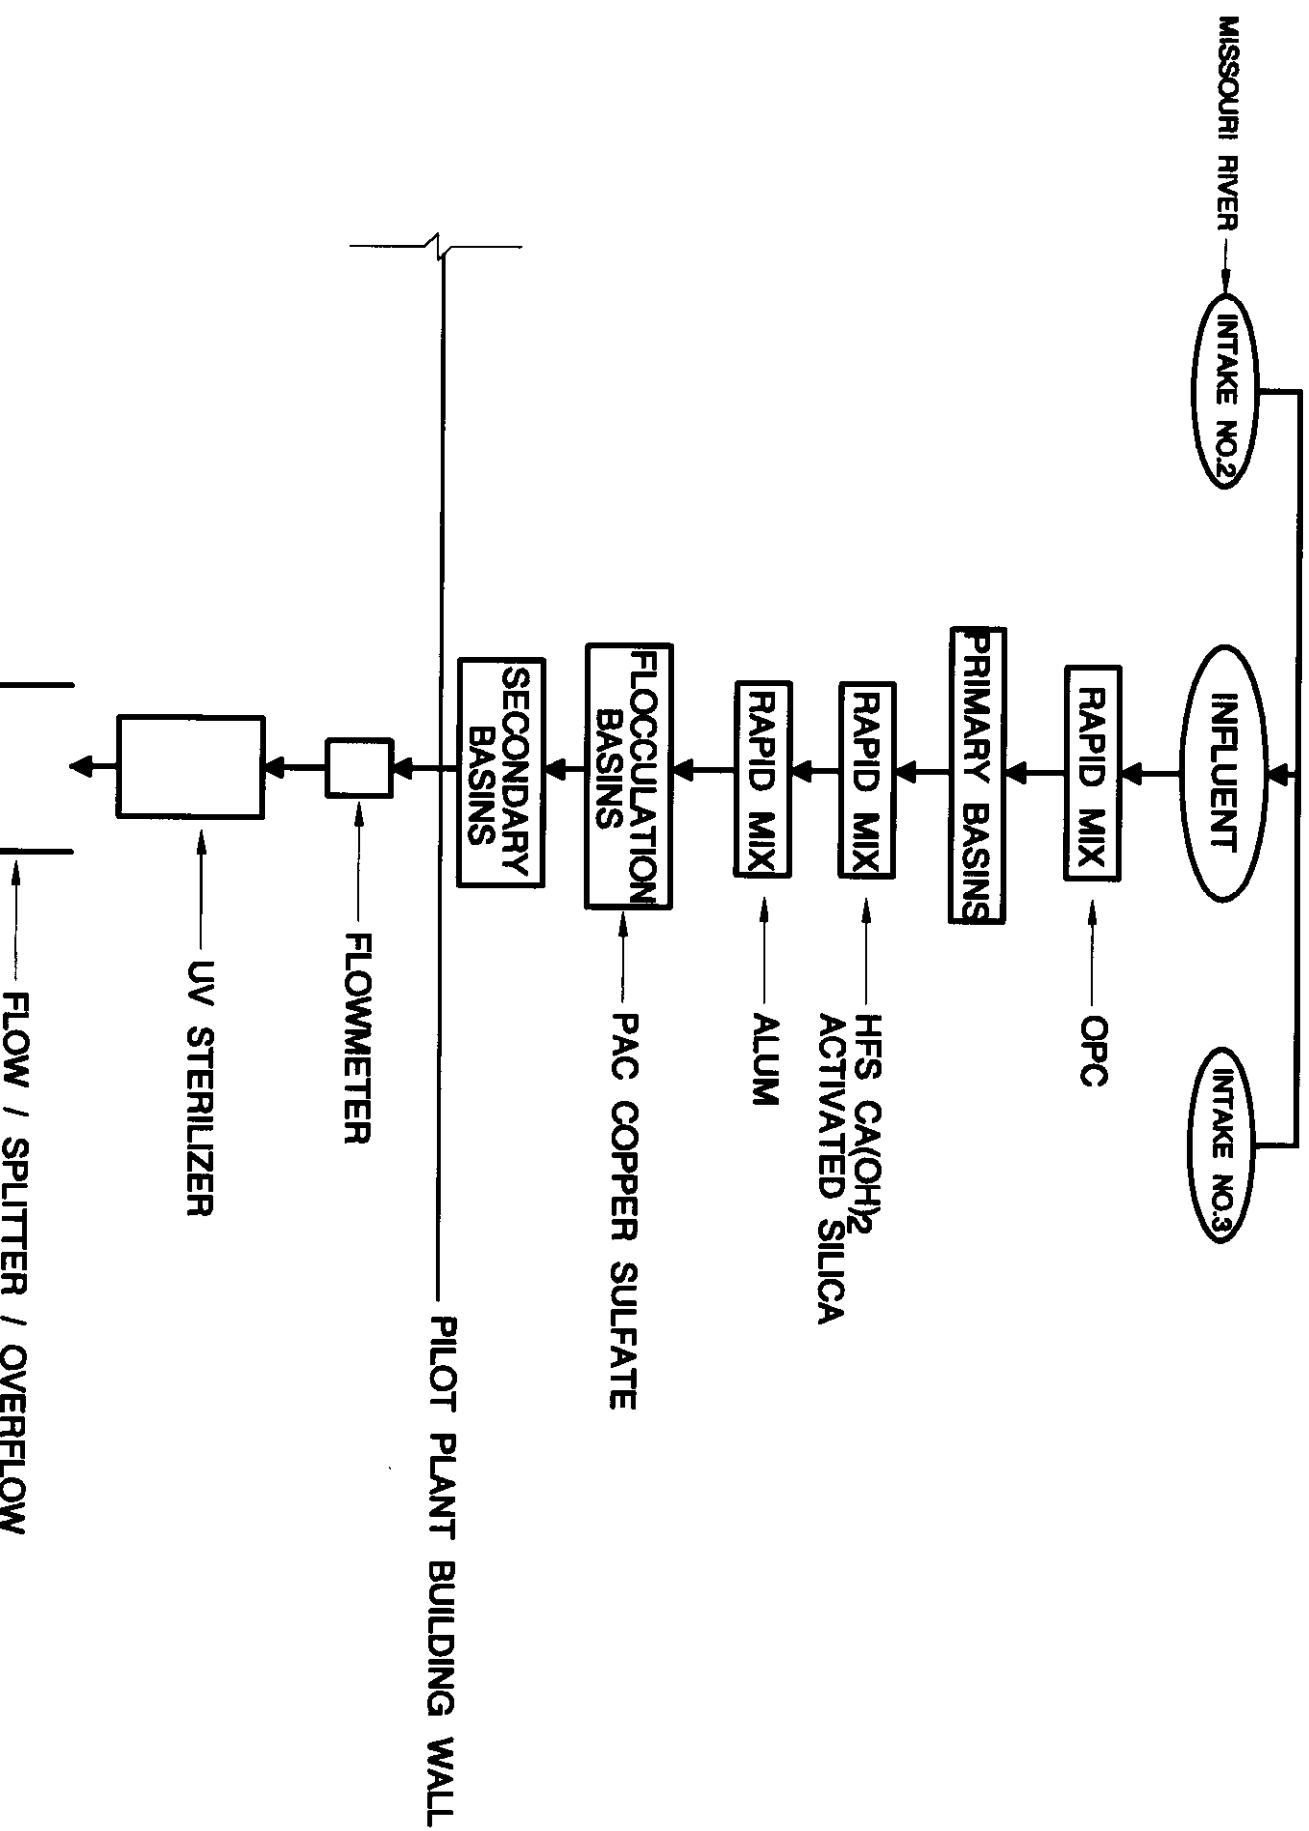 MISSOURI RIVER
INTAKE NO.2
INFLUENT
INTAKE NO.3
RAPID MIX
OPC
PRIMARY BASINS
RAPID MIX
HFS CA(OH)2
ACTIVATED SILICA
RAPID MIX
ALUM
FLOCCULATION
BASINS
PAC COPPER SULFATE
SECONDARY
BASINS
PILOT PLANT BUILDING WALL
FLOWMETER
UV STERILIZER
FLOW / SPLITTER / OVERFLOW